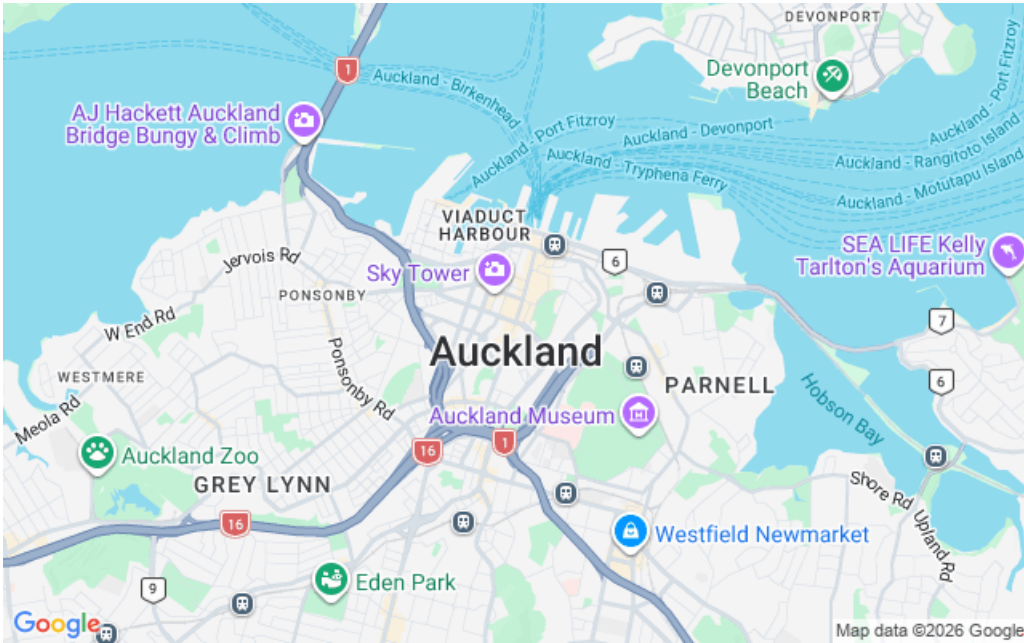 DEVONPORT
1
Auckland - Birkenhead
Devonport
Beach
Auckland - Port Fitzroy
AJ Hackett Auckland
Bridge Bungy & Climb
Auckland - Port Fitzroy
Auckland - Devonport
Auckland - Tryphena Ferry
Auckland - Rangitoto Island
Auckland - Motutapu Island
VIADUCT
HARBOUR
Jervois Rd
6
SEA LIFE Kelly
Tarlton's Aquarium
Sky Tower
PONSONBY
W End Rd
7
Auckland
WESTMERE
Ponsonby Rd
PARNELL
6
Hobson Bay
Meola Rd
Auckland Museum
16
1
Auckland Zoo
GREY LYNN
Shore Rd
Upland Rd
16
Westfield Newmarket
9
Eden Park
Google
Map data ©2026 Google